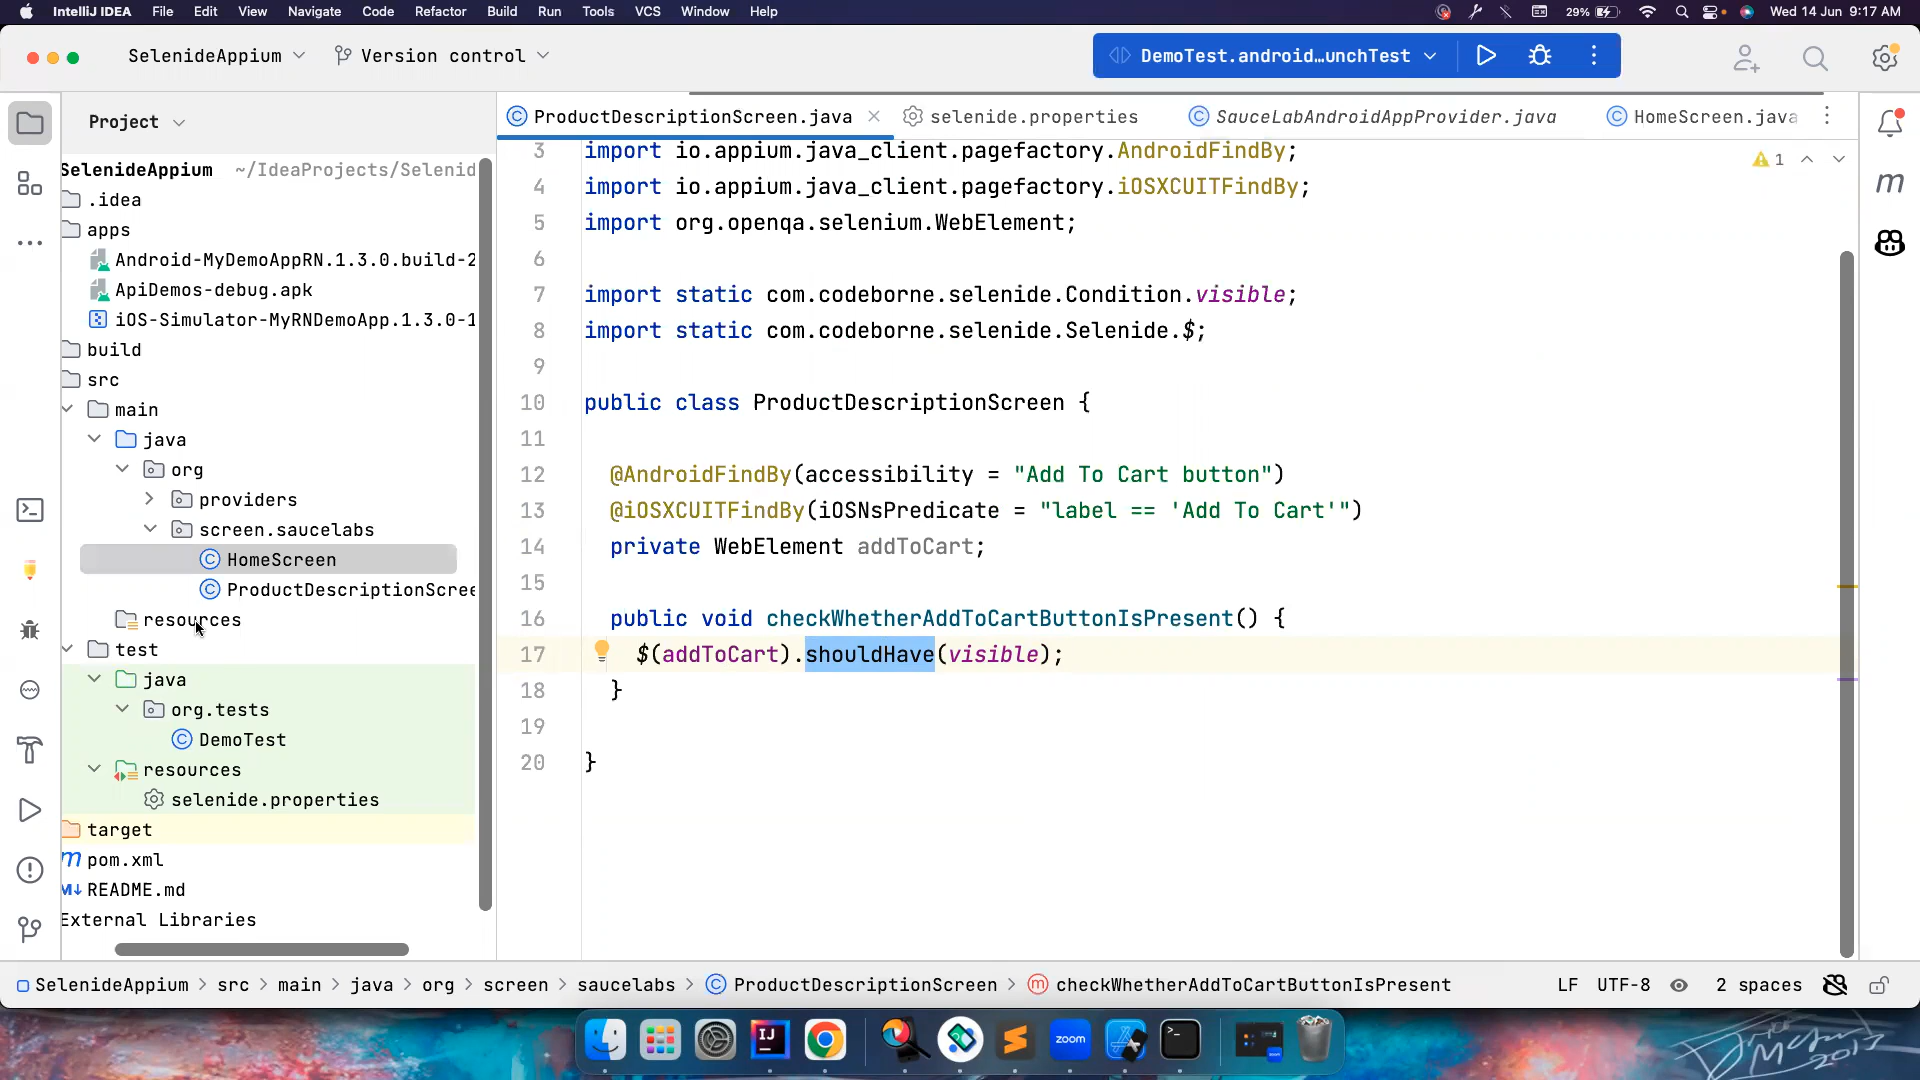 IntelliJ IDEA File Edit View Navigate Code Refactor Build Run Tools VCS Window Help 29% Wed 14 Jun 9:17 AM
SelenideAppium Version control DemoTest.android...unchTest
Project
ProductDescriptionScreen.java selenide.properties SauceLabAndroidAppProvider.java HomeScreen.java
SelenideAppium ~/IdeaProjects/Selenid
.idea
apps
Android-MyDemoAppRN.1.3.0.build-2
ApiDemos-debug.apk
iOS-Simulator-MyRNDemoApp.1.3.0-1
build
src
main
java
org
providers
screen.saucelabs
HomeScreen
ProductDescriptionScree
resources
test
java
org.tests
DemoTest
resources
selenide.properties
target
pom.xml
README.md
External Libraries
1
3 import io.appium.java_client.pagefactory.AndroidFindBy;
4 import io.appium.java_client.pagefactory.iOSXCUITFindBy;
5 import org.openqa.selenium.WebElement;
6
7 import static com.codeborne.selenide.Condition.visible;
8 import static com.codeborne.selenide.Selenide.$;
9
10 public class ProductDescriptionScreen {
11
12 @AndroidFindBy(accessibility = "Add To Cart button")
13 @iOSXCUITFindBy(iOSNsPredicate = "label == 'Add To Cart'")
14 private WebElement addToCart;
15
16 public void checkWhetherAddToCartButtonIsPresent() {
17 $(addToCart).shouldHave(visible);
18 }
19
20 }
SelenideAppium > src > main > java > org > screen > saucelabs > ProductDescriptionScreen > checkWhetherAddToCartButtonIsPresent LF UTF-8 2 spaces
IJ
zoom
2017